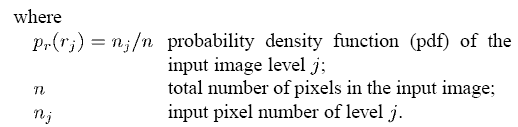 where
p_r(r_j) = n_j/n probability density function (pdf) of the
input image level j;
n total number of pixels in the input image;
n_j input pixel number of level j.